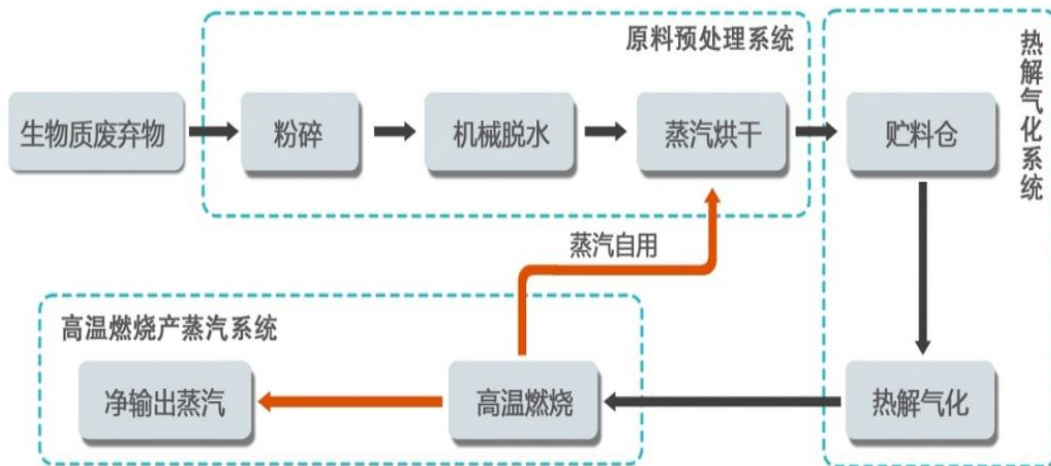 原料预处理系统
热解气化系统
生物质废弃物
粉碎
机械脱水
蒸汽烘干
贮料仓
蒸汽自用
高温燃烧产蒸汽系统
净输出蒸汽
高温燃烧
热解气化